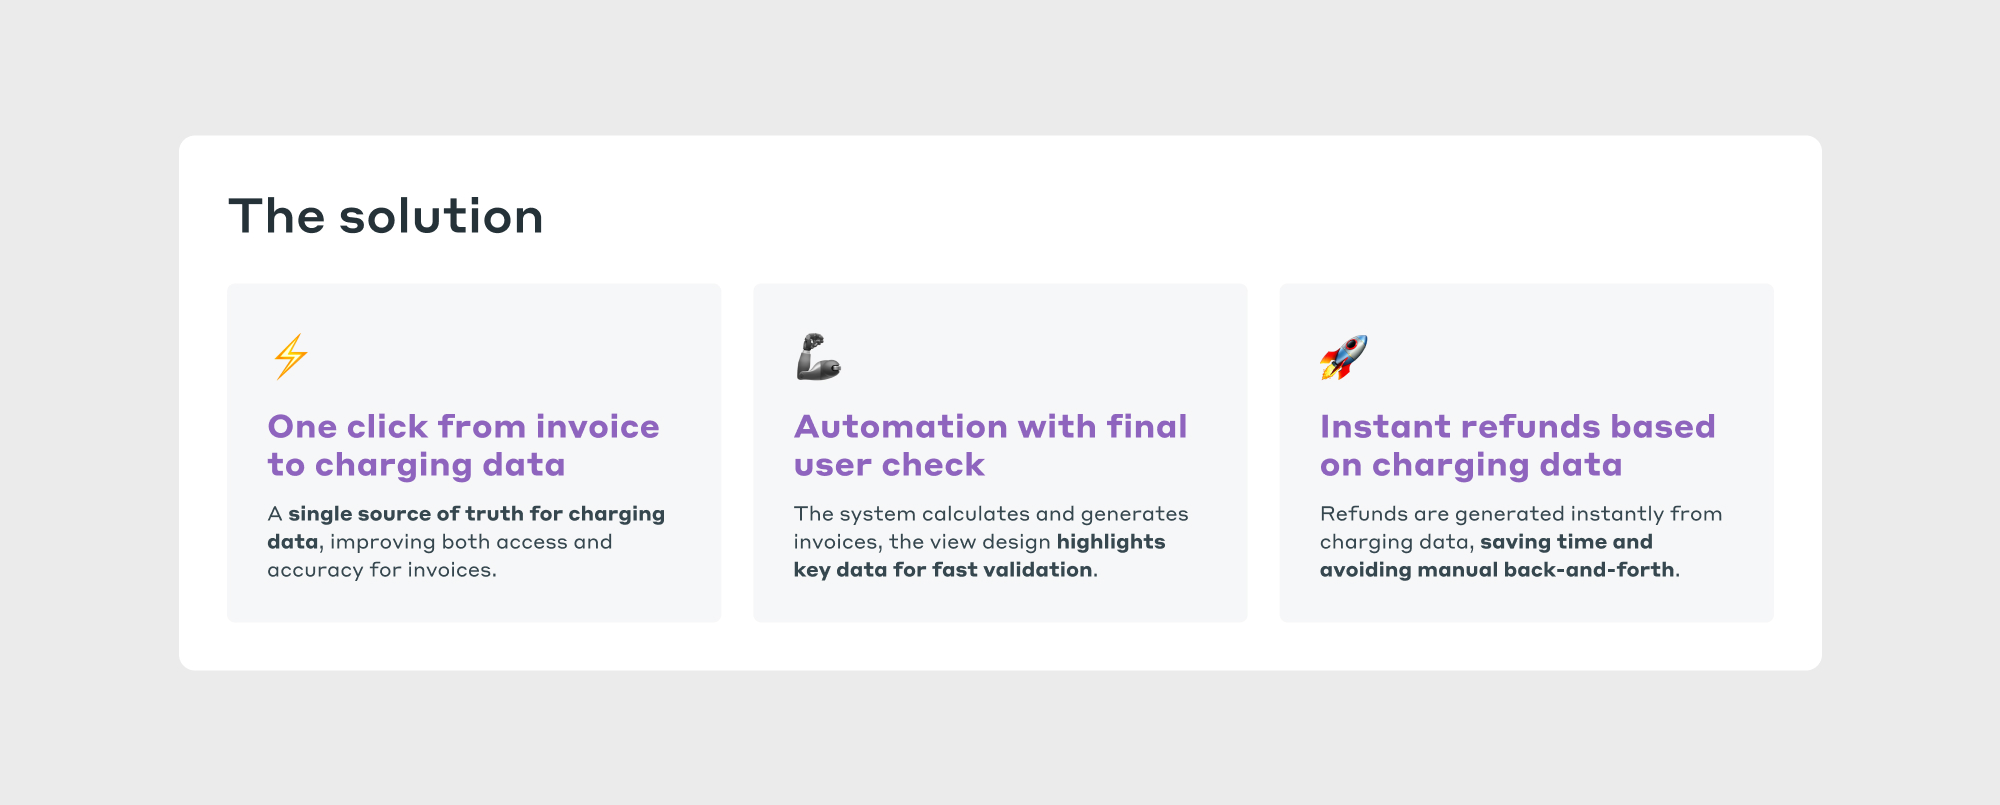 The solution
One click from invoice
to charging data
A single source of truth for charging
data, improving both access and
accuracy for invoices.
Automation with final
user check
The system calculates and generates
invoices, the view design highlights
key data for fast validation.
Instant refunds based
on charging data
Refunds are generated instantly from
charging data, saving time and
avoiding manual back-and-forth.